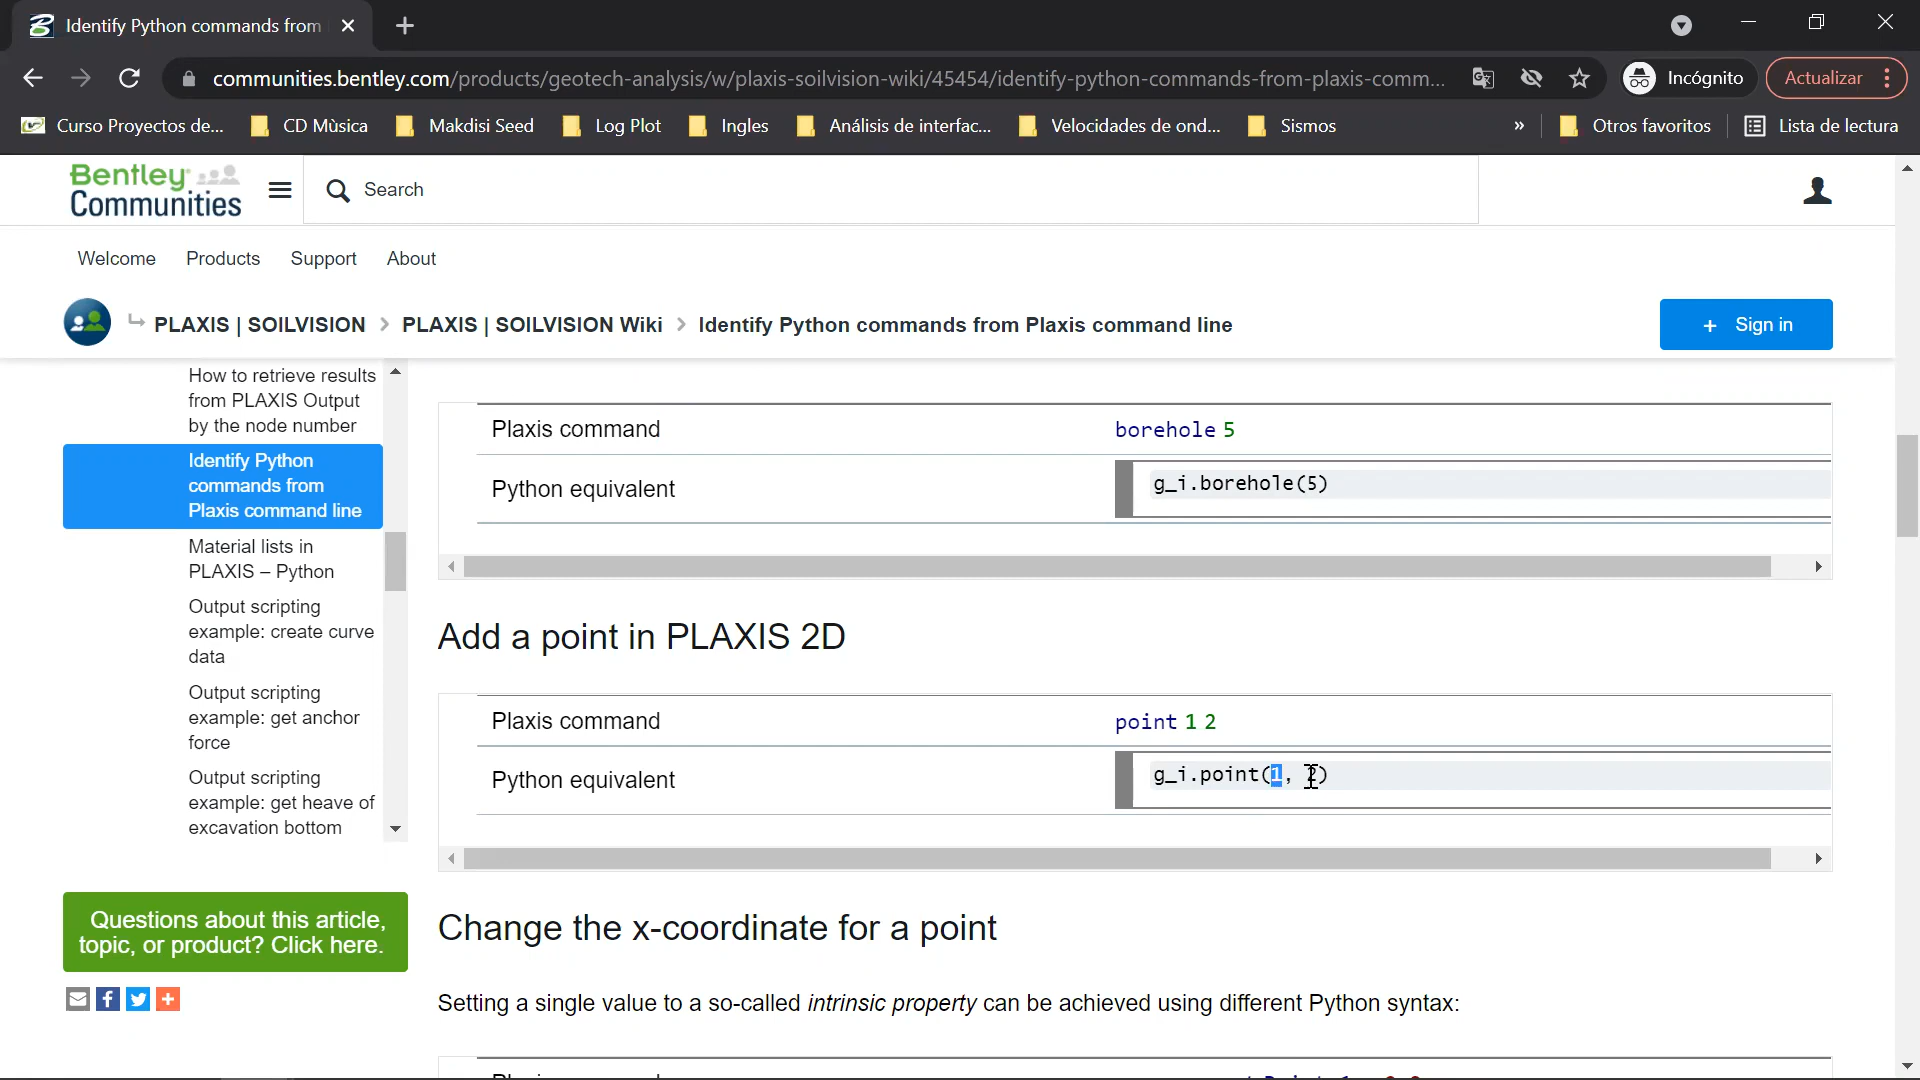 Identify Python commands from
communities.bentley.com/products/geotech-analysis/w/plaxis-soilvision-wiki/45454/identify-python-commands-from-plaxis-comm...
Incógnito
Actualizar
Curso Proyectos de...
CD Mùsica
Makdisi Seed
Log Plot
Ingles
Análisis de interfac...
Velocidades de ond...
Sismos
»
Otros favoritos
Lista de lectura
Bentley
Communities
Search
Welcome
Products
Support
About
PLAXIS | SOILVISION > PLAXIS | SOILVISION Wiki > Identify Python commands from Plaxis command line
+ Sign in
How to retrieve results
from PLAXIS Output
by the node number
Identify Python
commands from
Plaxis command line
Material lists in
PLAXIS – Python
Output scripting
example: create curve
data
Output scripting
example: get anchor
force
Output scripting
example: get heave of
excavation bottom
Questions about this article,
topic, or product? Click here.
Plaxis command
borehole 5
Python equivalent
g_i.borehole(5)
Add a point in PLAXIS 2D
Plaxis command
point 1 2
Python equivalent
g_i.point(1, 2)
Change the x-coordinate for a point
Setting a single value to a so-called intrinsic property can be achieved using different Python syntax: